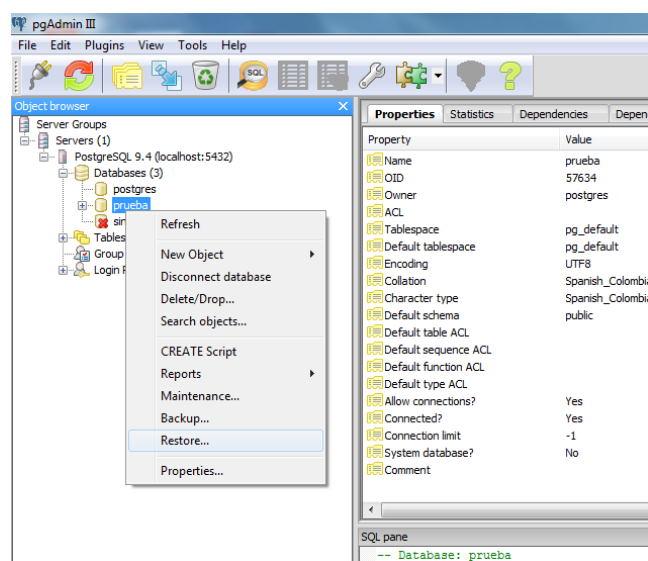 pgAdmin III
File Edit Plugins View Tools Help
SQL
Object browser
Server Groups
Servers (1)
PostgreSQL 9.4 (localhost:5432)
Databases (3)
postgres
prueba
sin
Tables
Group
Login R
Refresh
New Object
Disconnect database
Delete/Drop...
Search objects...
CREATE Script
Reports
Maintenance...
Backup...
Restore...
Properties...
Properties Statistics Dependencies Depen
Property Value
Name prueba
OID 57634
Owner postgres
ACL
Tablespace pg_default
Default tablespace pg_default
Encoding UTF8
Collation Spanish_Colombia
Character type Spanish_Colombia
Default schema public
Default table ACL
Default sequence ACL
Default function ACL
Default type ACL
Allow connections? Yes
Connected? Yes
Connection limit -1
System database? No
Comment
SQL pane
-- Database: prueba